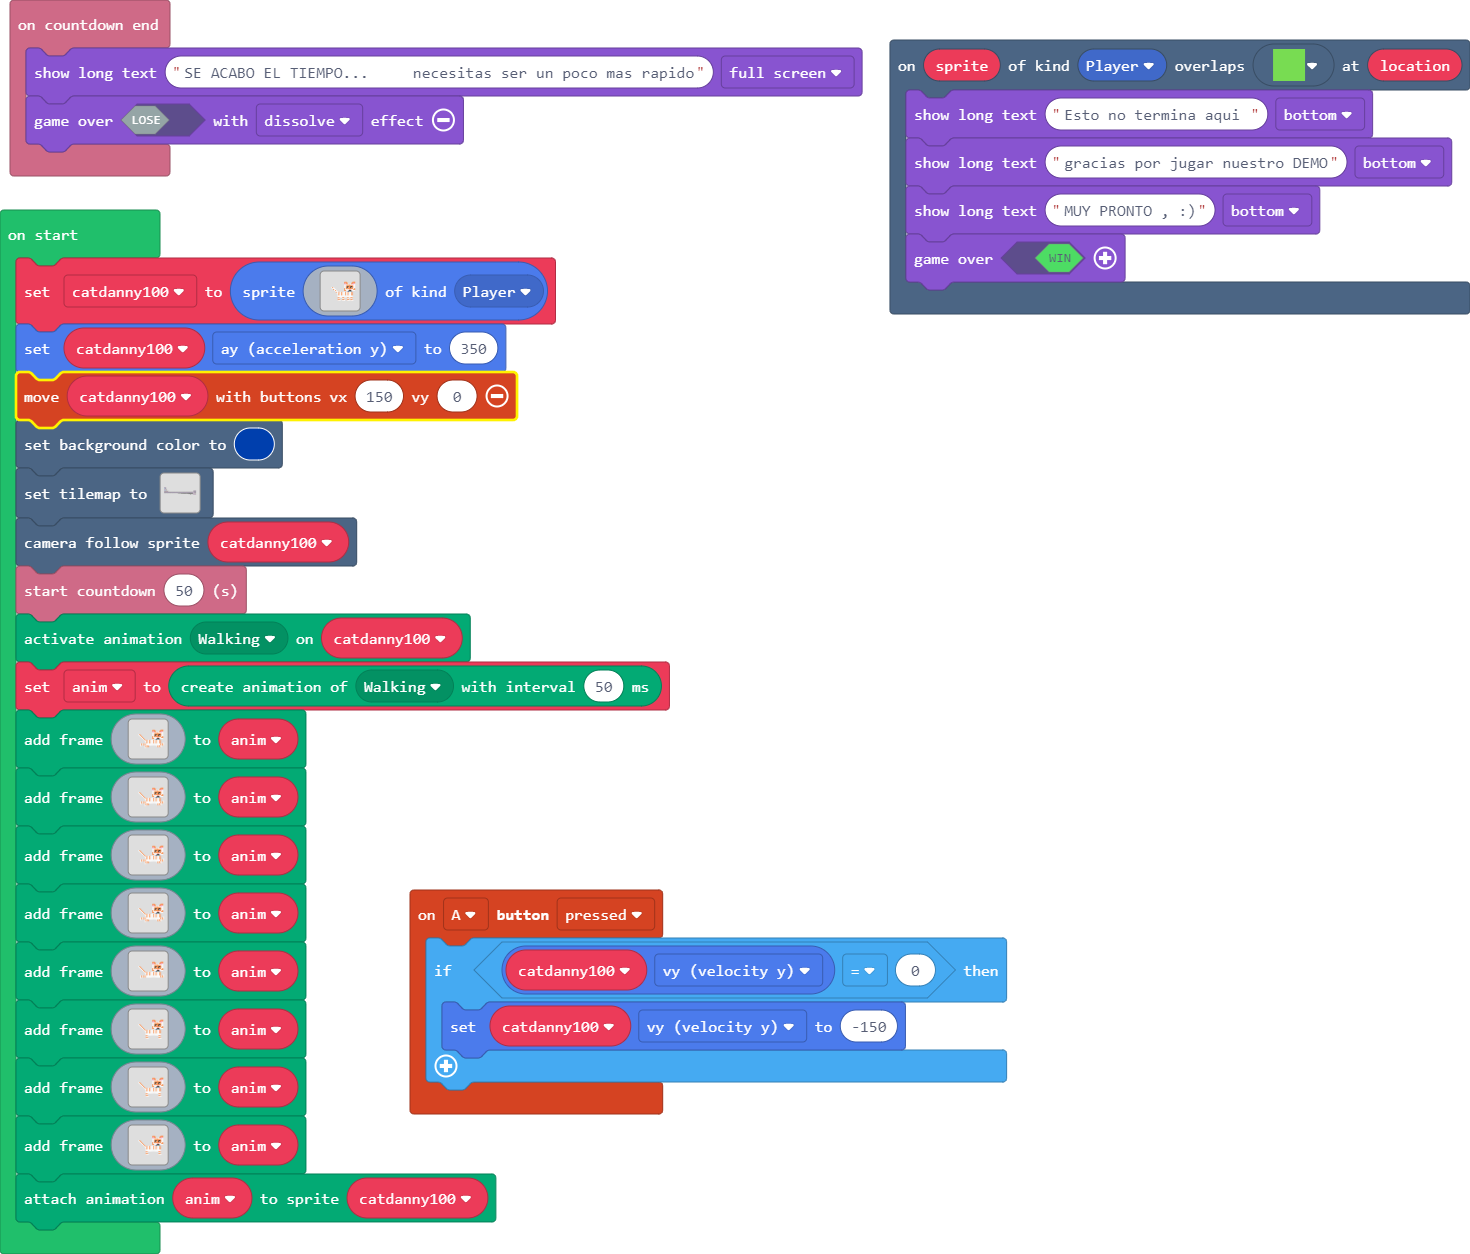 on countdown end
show long text "SE ACABO EL TIEMPO...     necesitas ser un poco mas rapido" full screen
game over LOSE with dissolve effect
on sprite of kind Player overlaps at location
show long text "Esto no termina aqui " bottom
show long text "gracias por jugar nuestro DEMO" bottom
show long text "MUY PRONTO , :)" bottom
game over WIN
on start
set catdanny100 to sprite of kind Player
set catdanny100 ay (acceleration y) to 350
move catdanny100 with buttons vx 150 vy 0
set background color to
set tilemap to
camera follow sprite catdanny100
start countdown 50 (s)
activate animation Walking on catdanny100
set anim to create animation of Walking with interval 50 ms
add frame to anim
add frame to anim
add frame to anim
add frame to anim
add frame to anim
add frame to anim
add frame to anim
add frame to anim
attach animation anim to sprite catdanny100
on A button pressed
if catdanny100 vy (velocity y) = 0 then
set catdanny100 vy (velocity y) to -150